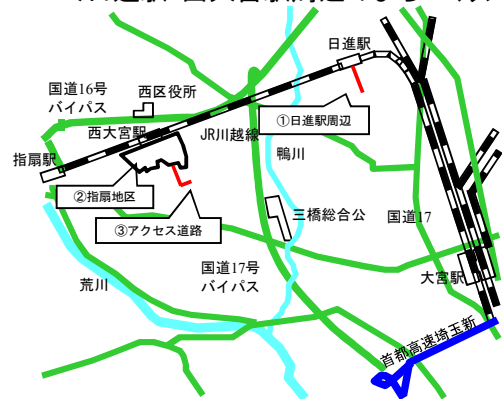 日進駅
国道16号
バイパス
西区役所
①日進駅周辺
西大宮駅
JR川越線
指扇駅
鴨川
②指扇地区
三橋総合公
国道17
③アクセス道路
大宮駅
国道17号
バイパス
荒川
首都高速埼玉新